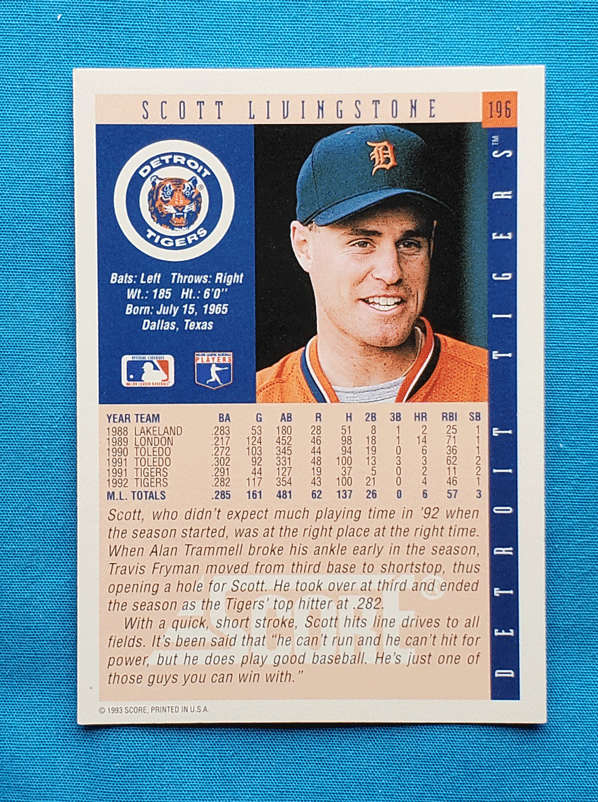 SCOTT LIVINGSTONE
196
DETROIT TIGERS™
DETROIT
TIGERS
®
D
Bats: Left Throws: Right
Wt.: 185 Ht.: 6'0"
Born: July 15, 1965
Dallas, Texas
PLAYERS
YEAR TEAM BA G AB R H 2B 3B HR RBI SB
1988 LAKELAND .283 53 180 28 51 8 1 2 25 1
1989 LONDON .217 124 452 46 98 18 1 14 71 1
1990 TOLEDO .272 103 345 44 94 19 0 6 36 1
1991 TOLEDO .302 92 331 48 100 13 3 3 62 2
1991 TIGERS .291 44 127 19 37 5 0 2 11 2
1992 TIGERS .282 117 354 43 100 21 0 4 46 1
M.L. TOTALS .285 161 481 62 137 26 0 6 57 3
Scott, who didn't expect much playing time in '92 when
the season started, was at the right place at the right time.
When Alan Trammell broke his ankle early in the season,
Travis Fryman moved from third base to shortstop, thus
opening a hole for Scott. He took over at third and ended
the season as the Tigers' top hitter at .282.
With a quick, short stroke, Scott hits line drives to all
fields. It's been said that "he can't run and he can't hit for
power, but he does play good baseball. He's just one of
those guys you can win with."
© 1993 SCORE, PRINTED IN U.S.A.